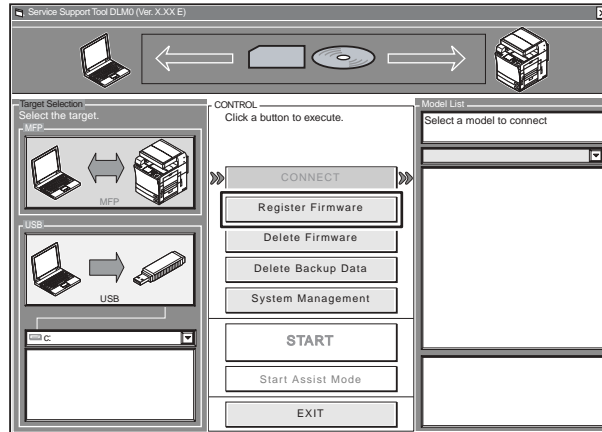 Service Support Tool DLM0 (Ver. X.XX E)
Target Selection
Select the target.
MFP
MFP
USB
USB
C:
CONTROL
Click a button to execute.
CONNECT
Register Firmware
Delete Firmware
Delete Backup Data
System Management
START
Start Assist Mode
EXIT
Model List
Select a model to connect